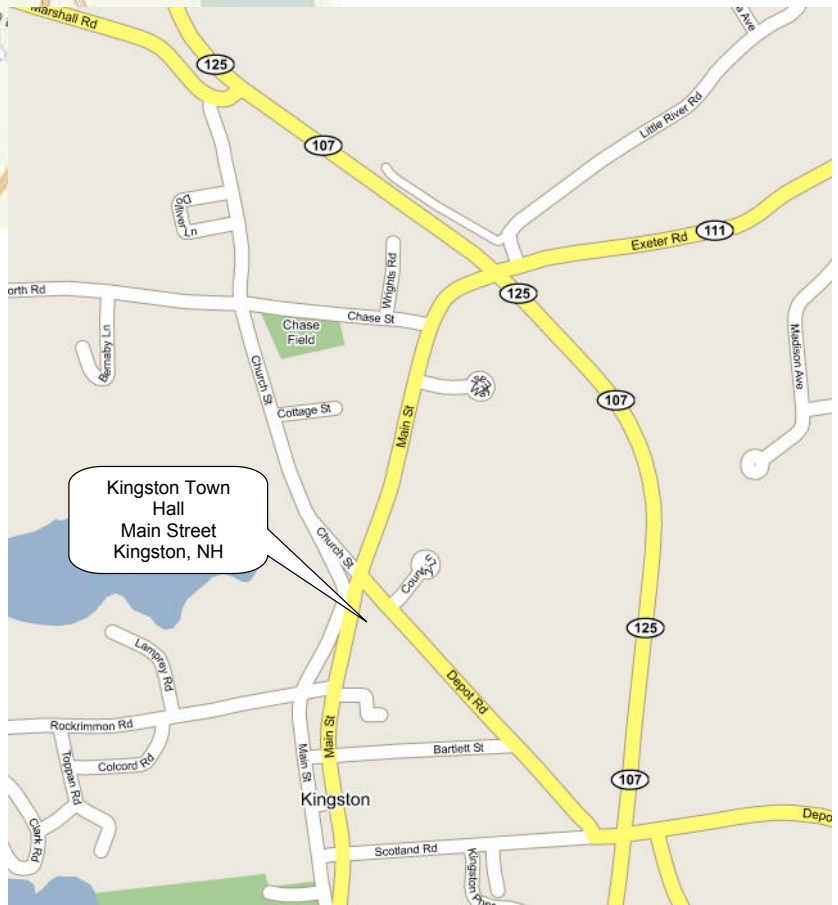 Marshall Rd
125
107
Little River Rd
Ave
Dolliver Ln
111
Exeter Rd
Wrights Rd
125
orth Rd
Chase St
Chase
Field
Bernaby Ln
Madison Ave
Church St
107
Main St
Cottage St
Kingston Town
Hall
Main Street
Kingston, NH
Church St
Ln
125
Lamprey Rd
Depot Rd
Rockrimmon Rd
Main St
Main St
Bartlett St
Toppan Rd
Colcord Rd
107
Kingston
Clark Rd
Depo
Scotland Rd
Kingston